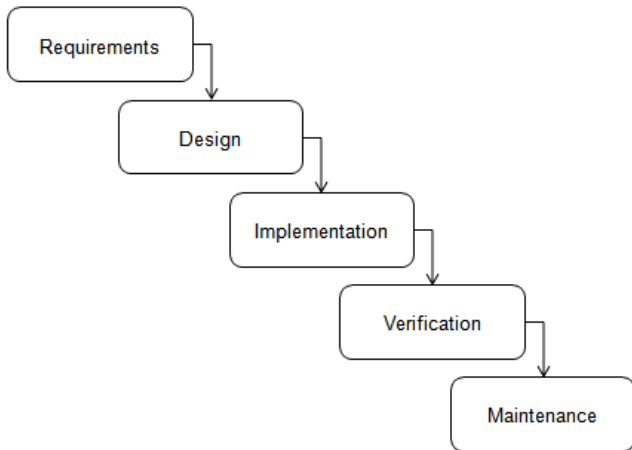 Requirements
Design
Implementation
Verification
Maintenance